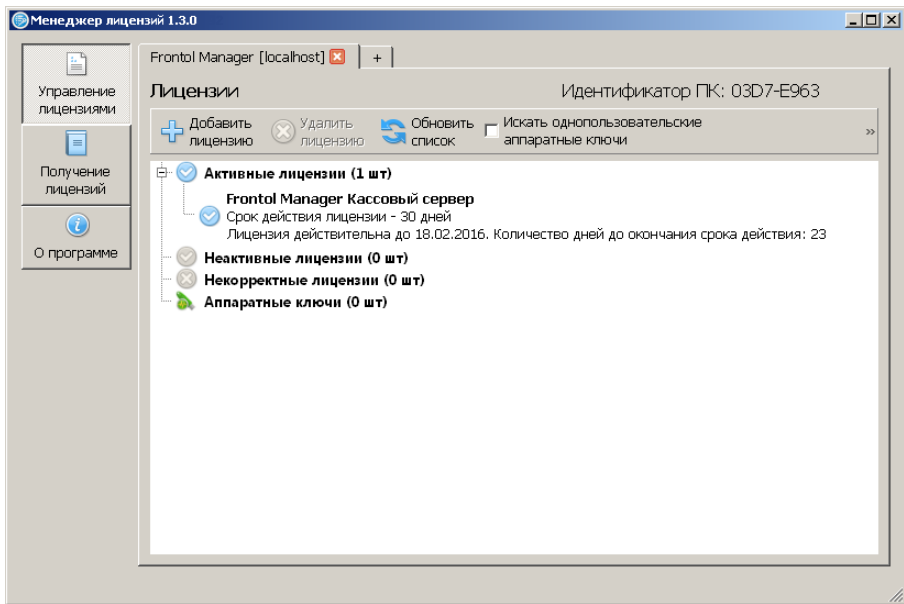 Менеджер лицензий 1.3.0
Управление
лицензиями
Получение
лицензий
О программе
Frontol Manager [localhost]
+
Лицензии
Идентификатор ПК: 03D7-E963
Добавить
лицензию
Удалить
лицензию
Обновить
список
Искать однопользовательские
аппаратные ключи
»
Активные лицензии (1 шт)
Frontol Manager Кассовый сервер
Срок действия лицензии - 30 дней
Лицензия действительна до 18.02.2016. Количество дней до окончания срока действия: 23
Неактивные лицензии (0 шт)
Некорректные лицензии (0 шт)
Аппаратные ключи (0 шт)